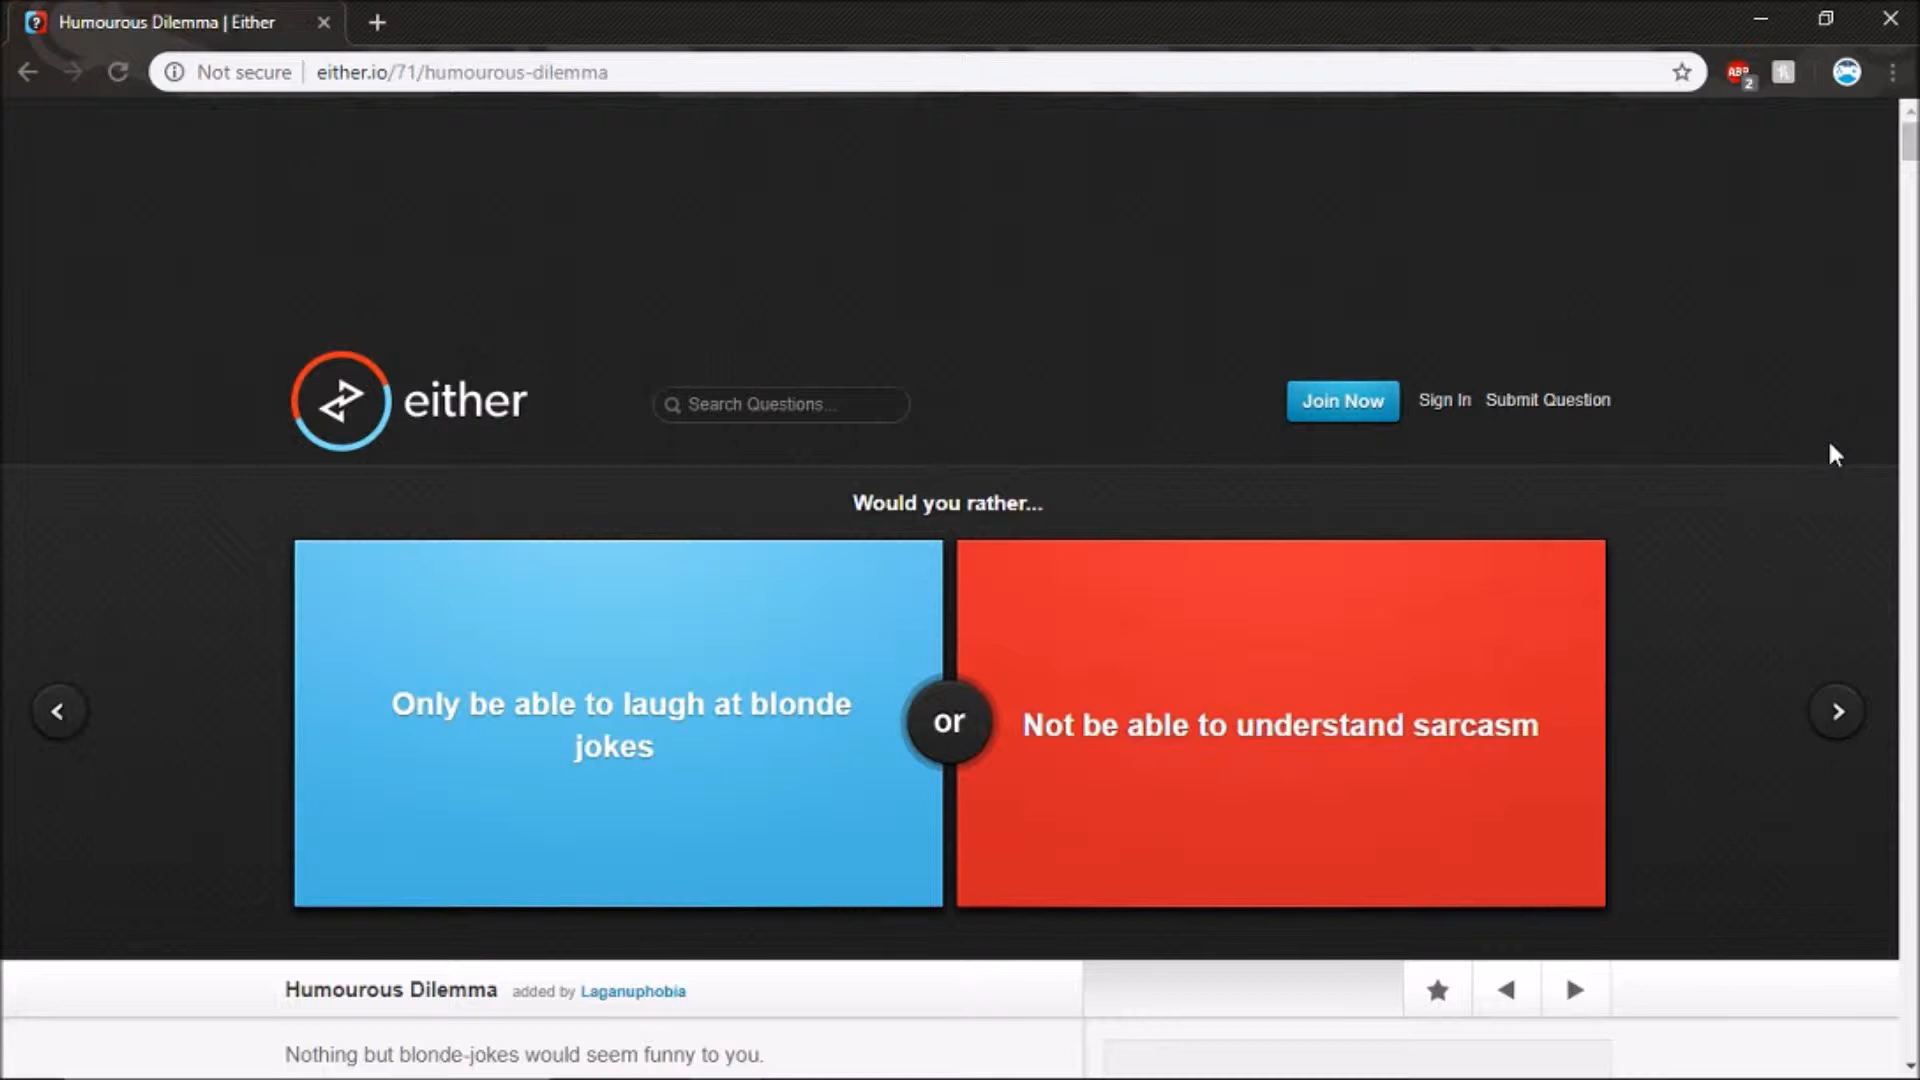 Humourous Dilemma | Either
Not secure
either.io/71/humourous-dilemma
ABP
2
either
Search Questions...
Join Now
Sign In
Submit Question
Would you rather...
Only be able to laugh at blonde
jokes
or
Not be able to understand sarcasm
Humourous Dilemma added by Laganuphobia
Nothing but blonde-jokes would seem funny to you.